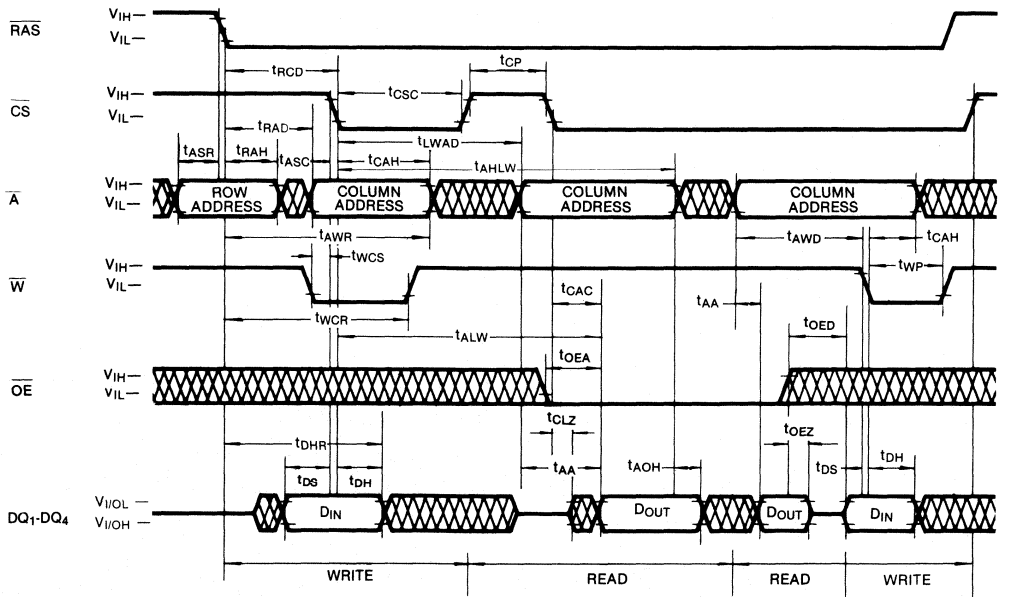 RAS VIH
VIL
tRCD tCP
CS VIH tCSC
VIL
tRAD tLWAD
tASR tRAH tASC tCAH tAHLW
A VIH ROW ADDRESS COLUMN ADDRESS COLUMN ADDRESS COLUMN ADDRESS
VIL
tAWR tAWD tCAH
W VIH tWCS tWP
VIL
tCAC tAA
tWCR tOED
tALW
tOEA
OE VIH
VIL
tCLZ tOEZ
tDHR
tDS tDH tAA tAOH tDS tDH
DQ1-DQ4 VI/OL DIN DOUT DOUT DIN
VI/OH
WRITE READ READ WRITE